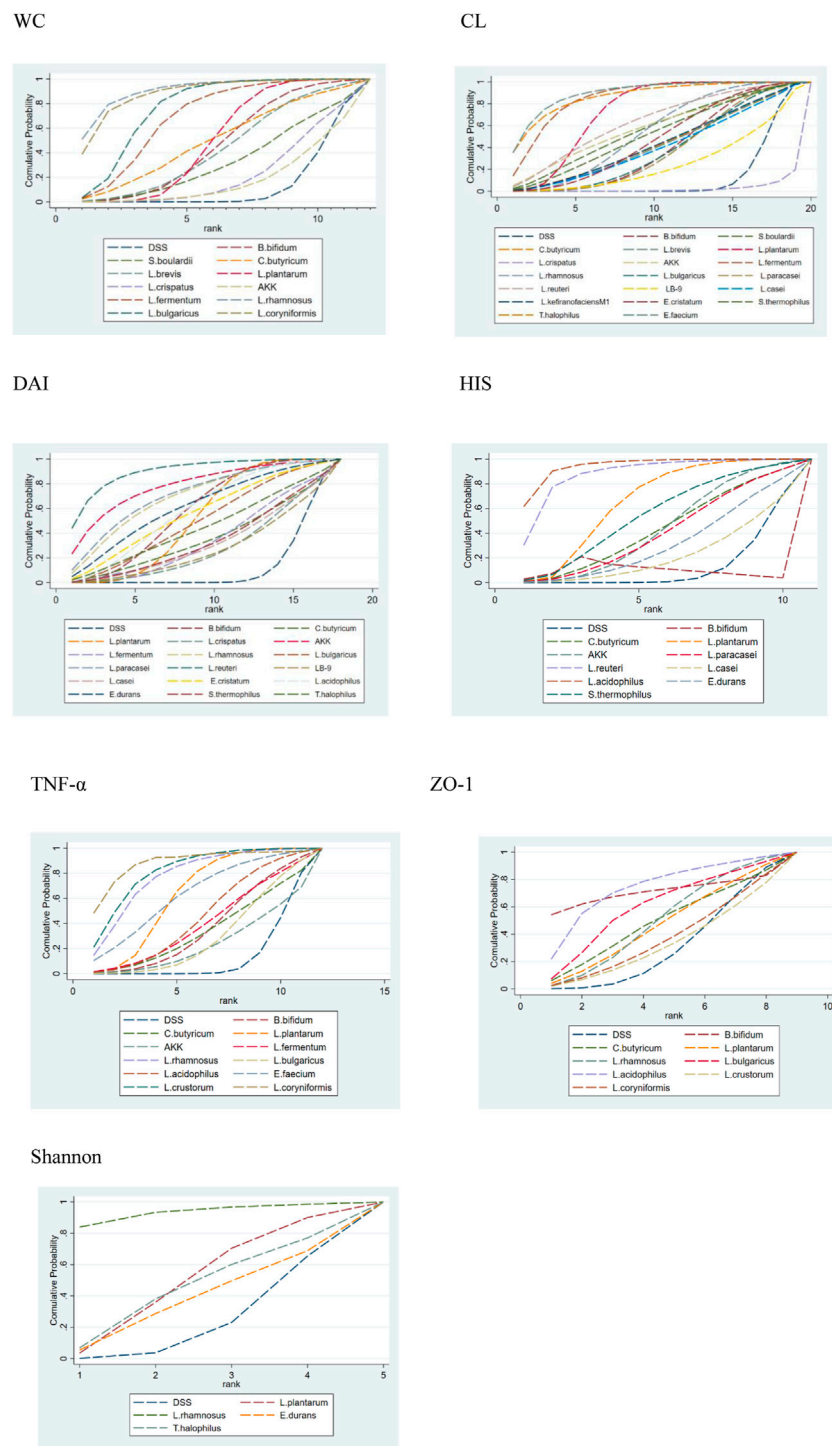 WC
CL
Comulative Probability
0 .2 .4 .6 .8 1
1 5 10
rank
DSS B.bifidum
S.boulardii C.butyricum
L.brevis L.plantarum
L.crispatus AKK
L.fermentum L.rhamnosus
L.bulgaricus L.coryniformis
Comulative Probability
0 .2 .4 .6 .8 1
0 5 10 15 20
rank
DSS B.bifidum S.boulardii
C.butyricum L.brevis L.plantarum
L.crispatus AKK L.fermentum
L.rhamnosus L.bulgaricus L.paracasei
L.reuteri LB-9 L.casei
L.kefiranofaciensM1 E.cristatum S.thermophilus
T.halophilus E.faecium
DAI
HIS
Comulative Probability
0 .2 .4 .6 .8 1
0 5 10 15 20
rank
DSS B.bifidum C.butyricum
L.plantarum L.crispatus AKK
L.fermentum L.rhamnosus L.bulgaricus
L.paracasei L.reuteri LB-9
L.casei E.cristatum L.acidophilus
E.durans S.thermophilus T.halophilus
Comulative Probability
0 .2 .4 .6 .8 1
0 5 10
rank
DSS B.bifidum
C.butyricum L.plantarum
AKK L.paracasei
L.reuteri L.casei
L.acidophilus E.durans
S.thermophilus
TNF-α
ZO-1
Comulative Probability
0 .2 .4 .6 .8 1
0 5 10 15
rank
DSS B.bifidum
C.butyricum L.plantarum
AKK L.fermentum
L.rhamnosus L.bulgaricus
L.acidophilus E.faecium
L.crustorum L.coryniformis
Comulative Probability
0 .2 .4 .6 .8 1
0 2 4 6 8 10
rank
DSS B.bifidum
C.butyricum L.plantarum
L.rhamnosus L.bulgaricus
L.acidophilus L.crustorum
L.coryniformis
Shannon
Comulative Probability
0 .2 .4 .6 .8 1
1 2 3 4 5
rank
DSS L.plantarum
L.rhamnosus E.durans
T.halophilus